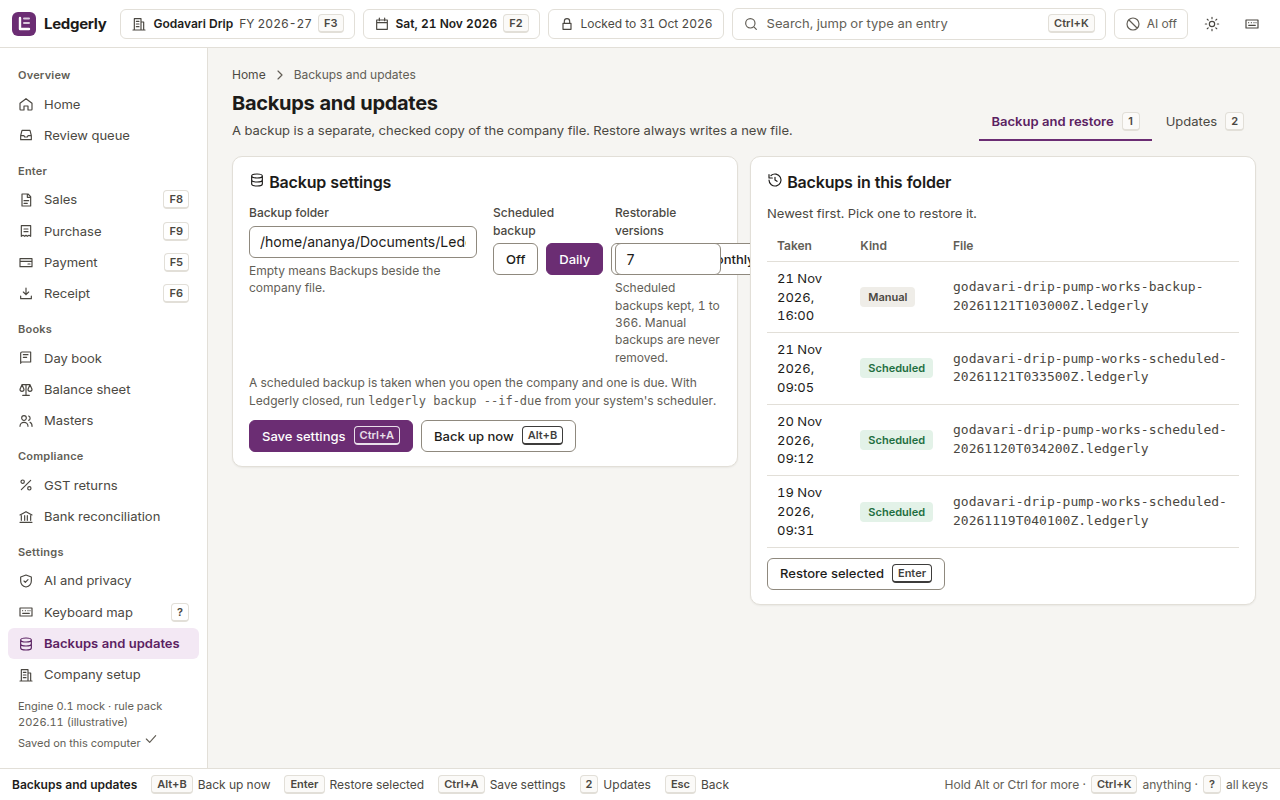 Ledgerly
Godavari Drip FY 2026-27 F3
Sat, 21 Nov 2026 F2
Locked to 31 Oct 2026
Search, jump or type an entry Ctrl+K
AI off
Overview
Home
Review queue
Enter
Sales F8
Purchase F9
Payment F5
Receipt F6
Books
Day book
Balance sheet
Masters
Compliance
GST returns
Bank reconciliation
Settings
AI and privacy
Keyboard map ?
Backups and updates
Company setup
Engine 0.1 mock · rule pack
2026.11 (illustrative)
Saved on this computer
Home > Backups and updates
Backups and updates
A backup is a separate, checked copy of the company file. Restore always writes a new file.
Backup and restore 1
Updates 2
Backup settings
Backup folder
/home/ananya/Documents/Led
Empty means Backups beside the
company file.
Scheduled
backup
Off Daily
Restorable
versions
7
Scheduled
backups kept, 1 to
366. Manual
backups are never
removed.
A scheduled backup is taken when you open the company and one is due. With
Ledgerly closed, run ledgerly backup --if-due from your system's scheduler.
Save settings Ctrl+A
Back up now Alt+B
Backups in this folder
Newest first. Pick one to restore it.
Taken Kind File
21 Nov
2026,
16:00
Manual
godavari-drip-pump-works-backup-
20261121T103000Z.ledgerly
21 Nov
2026,
09:05
Scheduled
godavari-drip-pump-works-scheduled-
20261121T033500Z.ledgerly
20 Nov
2026,
09:12
Scheduled
godavari-drip-pump-works-scheduled-
20261120T034200Z.ledgerly
19 Nov
2026,
09:31
Scheduled
godavari-drip-pump-works-scheduled-
20261119T040100Z.ledgerly
Restore selected Enter
Backups and updates Alt+B Back up now Enter Restore selected Ctrl+A Save settings 2 Updates Esc Back
Hold Alt or Ctrl for more · Ctrl+K anything · ? all keys